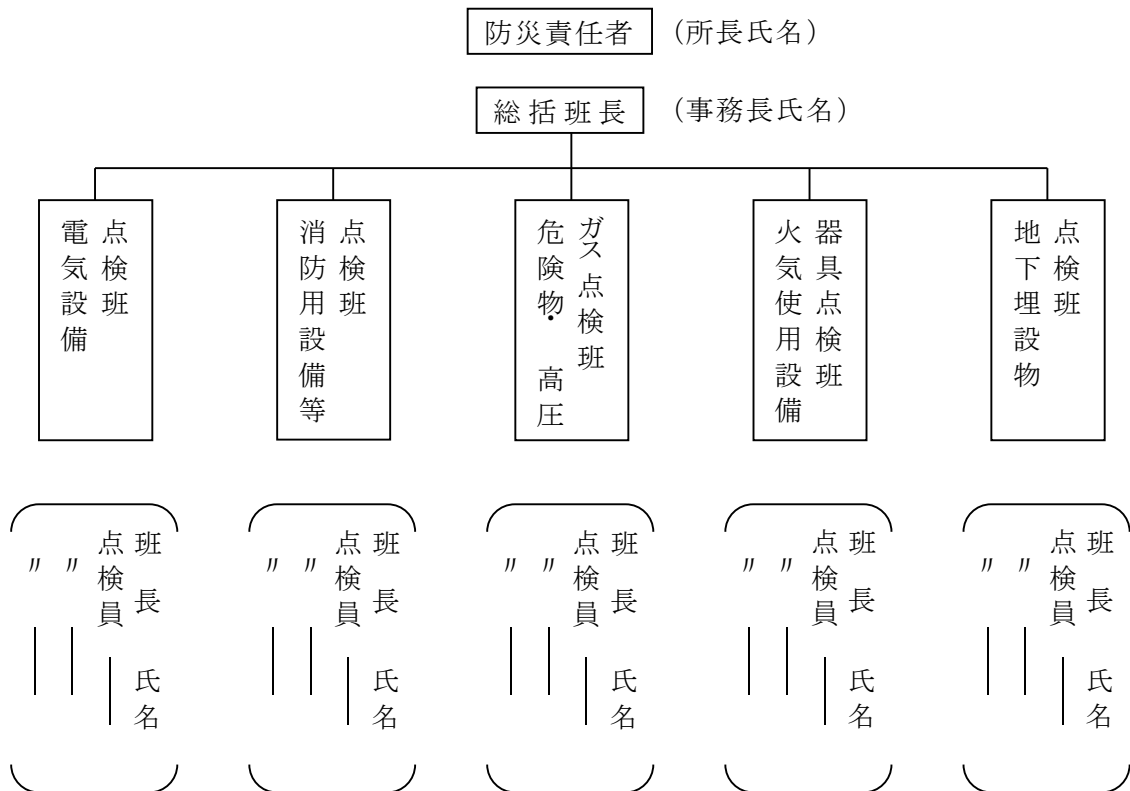 防災責任者 (所長氏名)
総括班長 (事務長氏名)
電気設備
点検班
消防用設備等
点検班
危険物・高圧
ガス点検班
火気使用設備
器具点検班
地下埋設物
点検班
班長 氏名
点検員
〃
〃
班長 氏名
点検員
〃
〃
班長 氏名
点検員
〃
〃
班長 氏名
点検員
〃
〃
班長 氏名
点検員
〃
〃